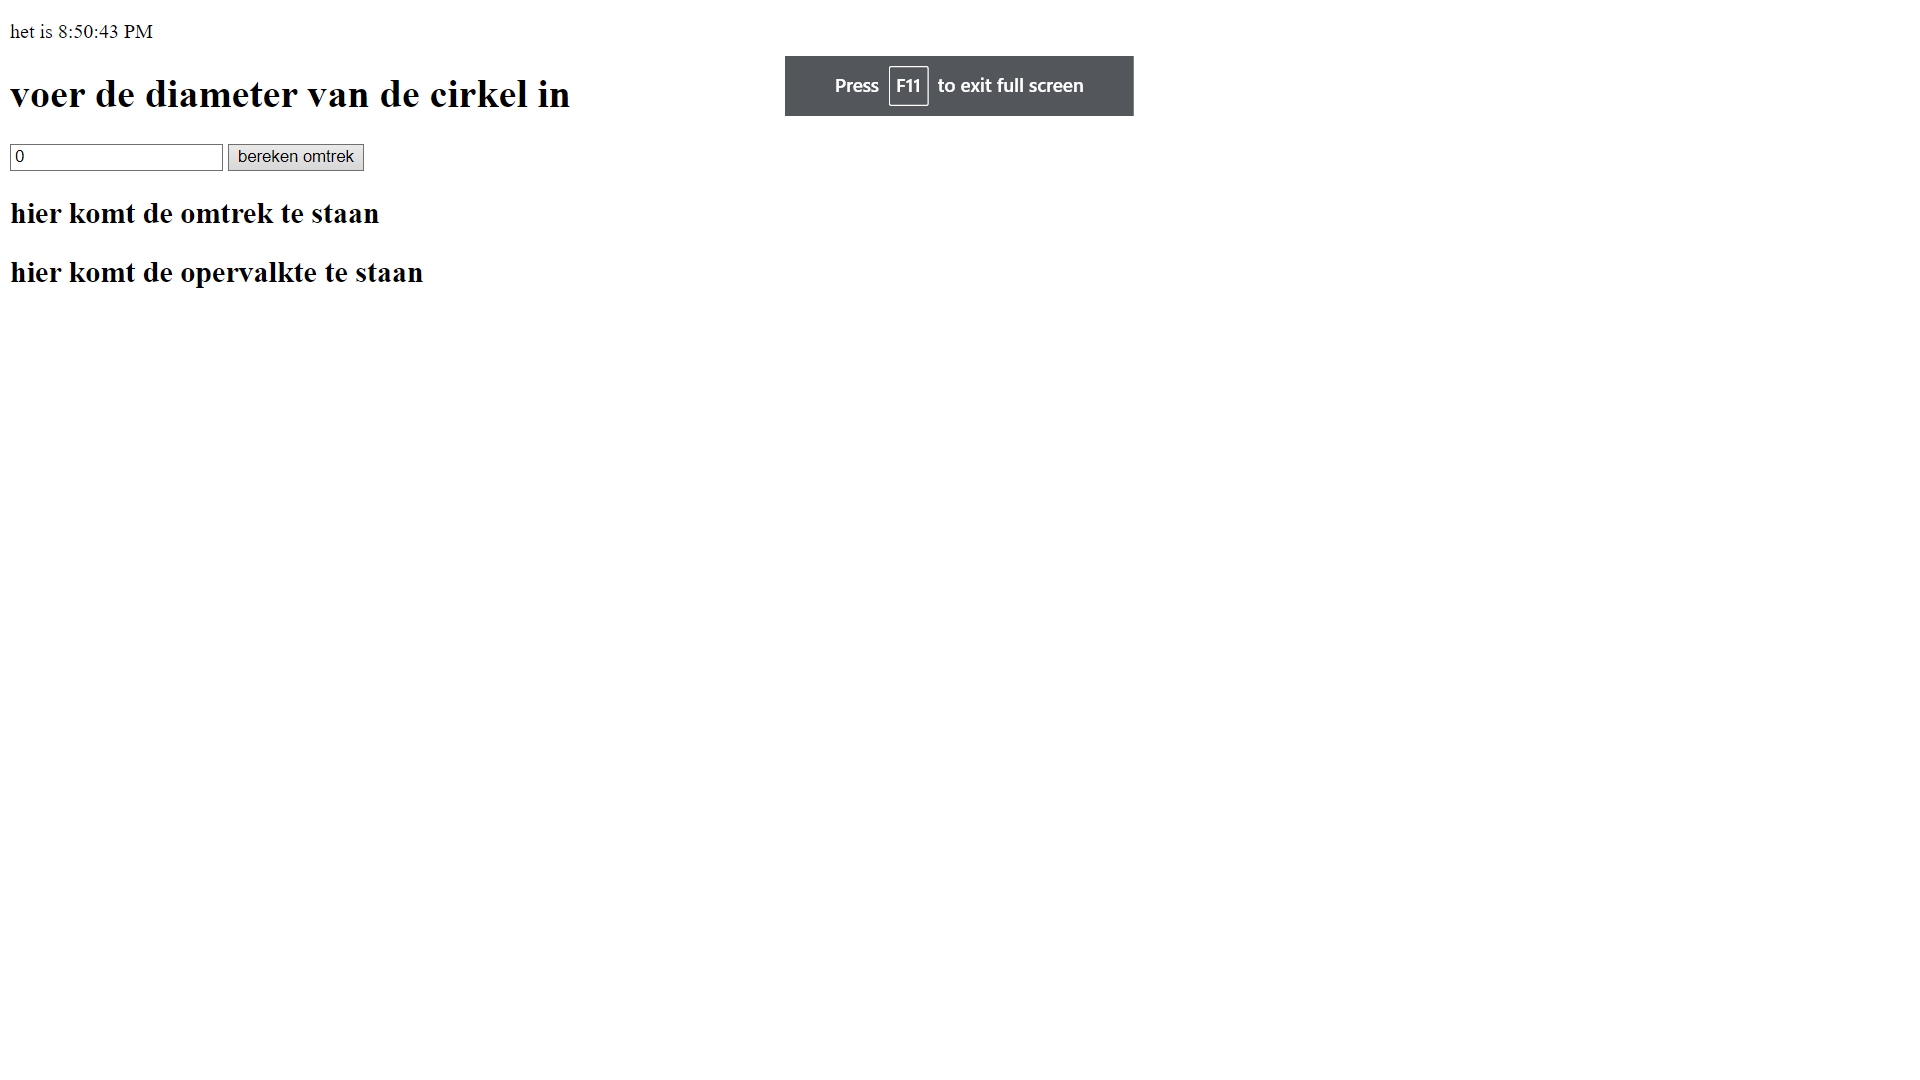 het is 8:50:43 PM
voer de diameter van de cirkel in
Press F11 to exit full screen
0 bereken omtrek
hier komt de omtrek te staan
hier komt de opervalkte te staan